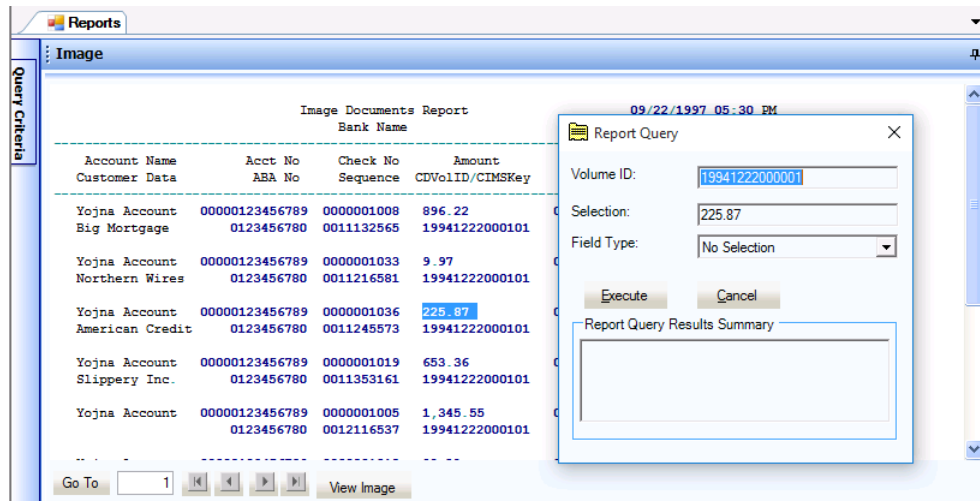 Reports
Image
Query Criteria
Image Documents Report 09/22/1997 05:30 PM
Bank Name
Account Name Acct No Check No Amount
Customer Data ABA No Sequence CDVolID/CIMSKey
Yojna Account 00000123456789 0000001008 896.22
Big Mortgage 0123456780 0011132565 19941222000101
Yojna Account 00000123456789 0000001033 9.97
Northern Wires 0123456780 0011216581 19941222000101
Yojna Account 00000123456789 0000001036 225.87
American Credit 0123456780 0011245573 19941222000101
Yojna Account 00000123456789 0000001019 653.36
Slippery Inc. 0123456780 0011353161 19941222000101
Yojna Account 00000123456789 0000001005 1,345.55
0123456780 0012116537 19941222000101
Go To 1 View Image
Report Query
Volume ID: 19941222000001
Selection: 225.87
Field Type: No Selection
Execute Cancel
Report Query Results Summary